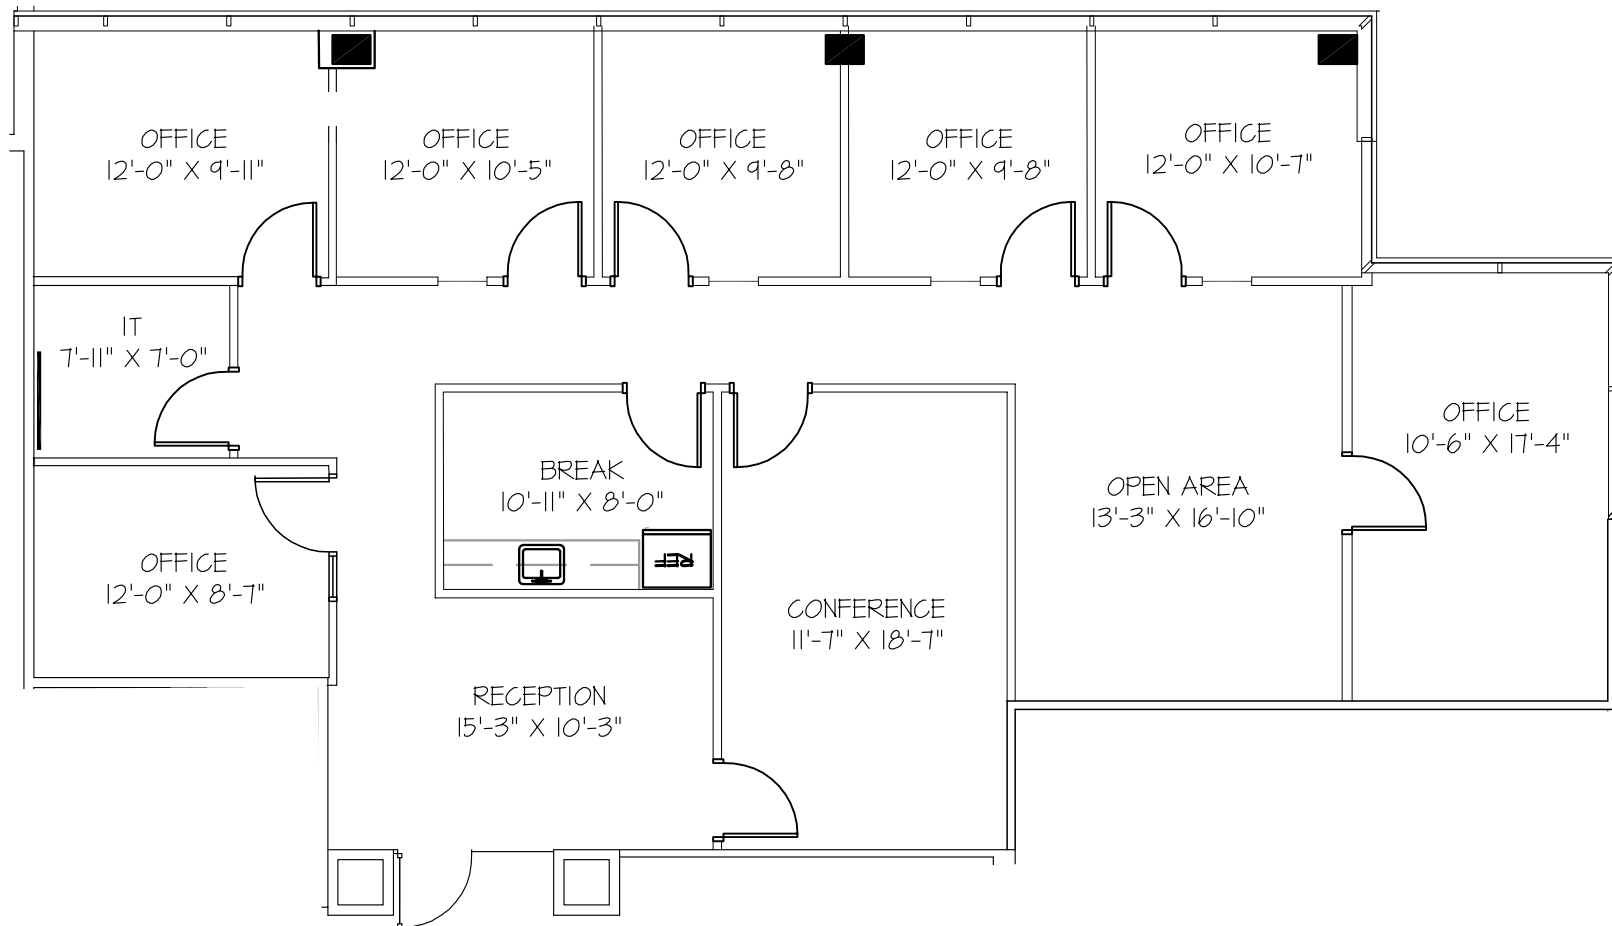 OFFICE
12'-0" X 9'-11"
OFFICE
12'-0" X 10'-5"
OFFICE
12'-0" X 9'-8"
OFFICE
12'-0" X 9'-8"
OFFICE
12'-0" X 10'-7"
IT
7'-11" X 7'-0"
OFFICE
10'-6" X 17'-4"
BREAK
10'-11" X 8'-0"
OPEN AREA
13'-3" X 16'-10"
REF
OFFICE
12'-0" X 8'-7"
CONFERENCE
11'-7" X 18'-7"
RECEPTION
15'-3" X 10'-3"